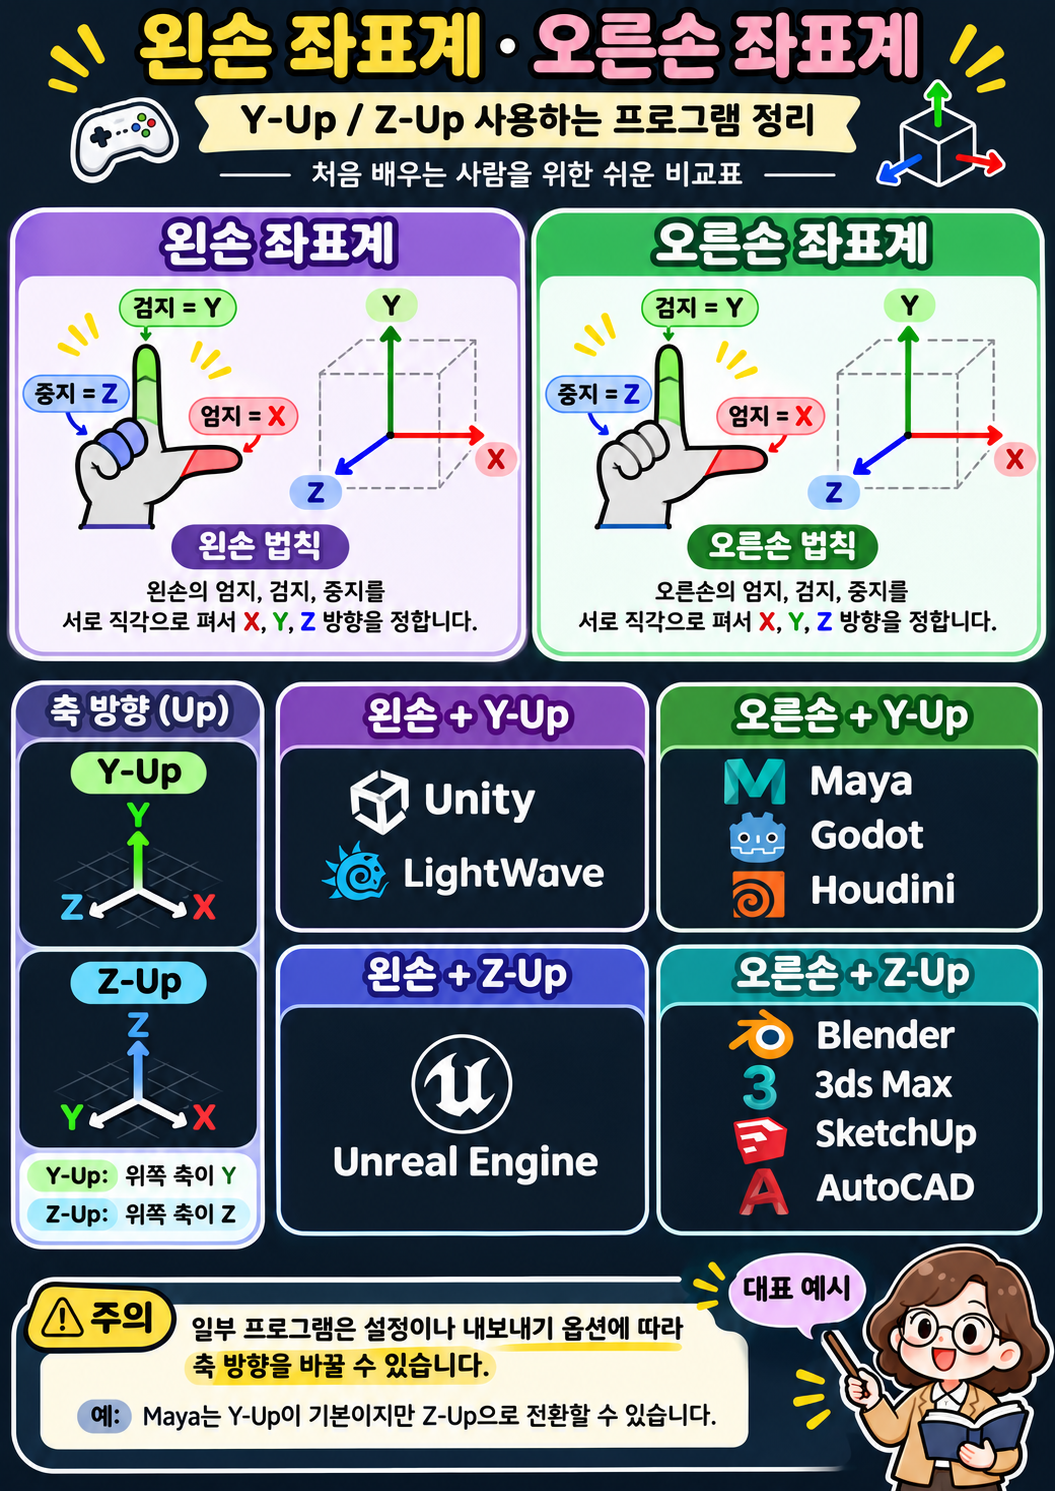 왼손 좌표계 · 오른손 좌표계
Y-Up / Z-Up 사용하는 프로그램 정리
처음 배우는 사람을 위한 쉬운 비교표
왼손 좌표계
검지 = Y
중지 = Z
엄지 = X
Y
X
Z
왼손 법칙
왼손의 엄지, 검지, 중지를
서로 직각으로 펴서 X, Y, Z 방향을 정합니다.
오른손 좌표계
검지 = Y
중지 = Z
엄지 = X
Y
X
Z
오른손 법칙
오른손의 엄지, 검지, 중지를
서로 직각으로 펴서 X, Y, Z 방향을 정합니다.
축 방향 (Up)
Y-Up
Y
Z
X
Z-Up
Z
Y
X
Y-Up: 위쪽 축이 Y
Z-Up: 위쪽 축이 Z
왼손 + Y-Up
Unity
LightWave
오른손 + Y-Up
Maya
Godot
Houdini
왼손 + Z-Up
Unreal Engine
오른손 + Z-Up
Blender
3ds Max
SketchUp
AutoCAD
주의
일부 프로그램은 설정이나 내보내기 옵션에 따라
축 방향을 바꿀 수 있습니다.
예: Maya는 Y-Up이 기본이지만 Z-Up으로 전환할 수 있습니다.
대표 예시